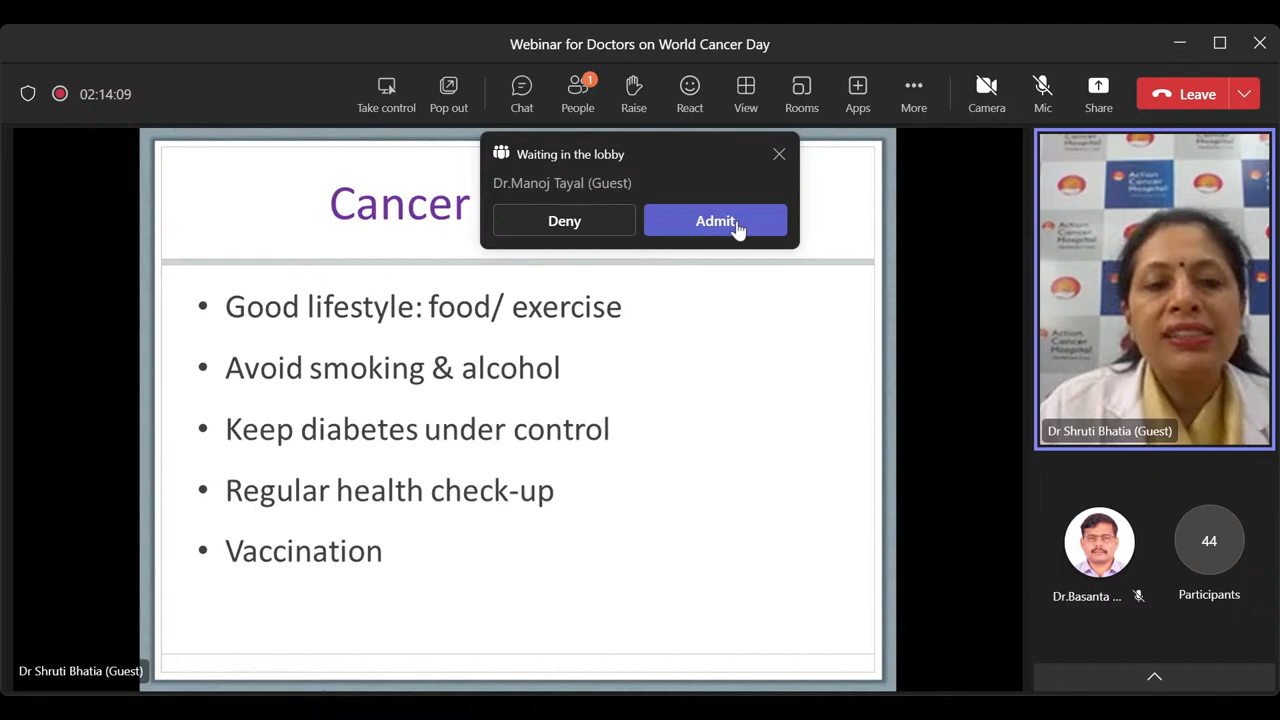 Webinar for Doctors on World Cancer Day
02:14:09
Take control
Pop out
Chat
1
People
Raise
React
View
Rooms
Apps
More
Camera
Mic
Share
Leave
Waiting in the lobby
Dr.Manoj Tayal (Guest)
Deny
Admit
Cancer
• Good lifestyle: food/ exercise
• Avoid smoking & alcohol
• Keep diabetes under control
• Regular health check-up
• Vaccination
Dr Shruti Bhatia (Guest)
Action
Cancer
Hospital
Dr Shruti Bhatia (Guest)
Dr.Basanta ...
44
Participants